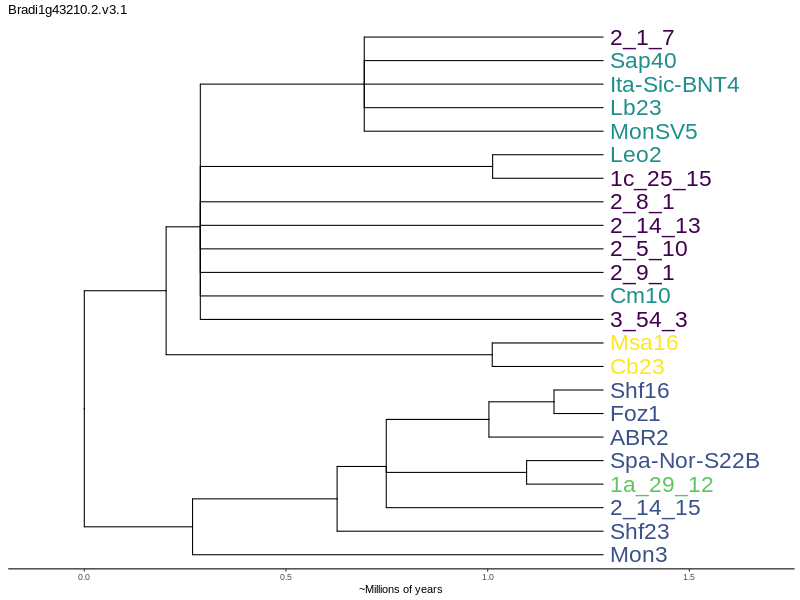 Bradi1g43210.2.v3.1
2_1_7
Sap40
Ita-Sic-BNT4
Lb23
MonSV5
Leo2
1c_25_15
2_8_1
2_14_13
2_5_10
2_9_1
Cm10
3_54_3
Msa16
Cb23
Shf16
Foz1
ABR2
Spa-Nor-S22B
1a_29_12
2_14_15
Shf23
Mon3
0.0 0.5 1.0 1.5
~Millions of years